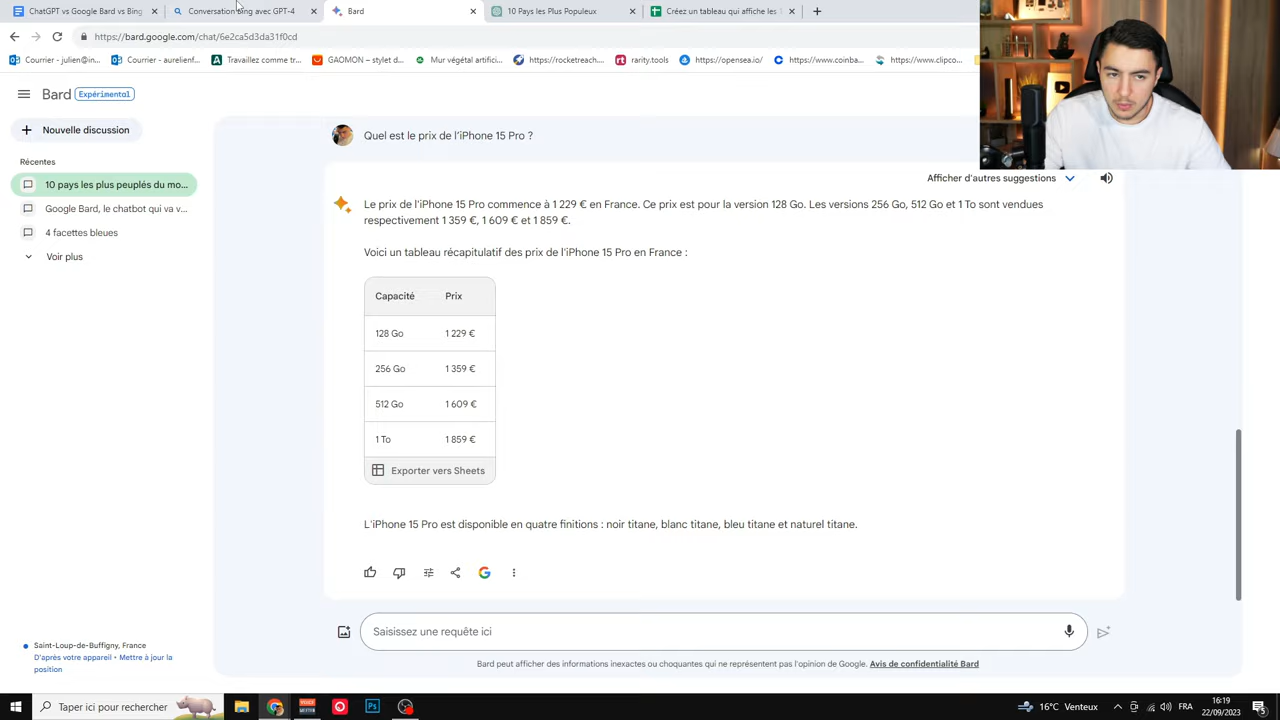 ChatGPT vs Google Bard vs Bing
Conversation Bing avec GPT-4
Bard
10 Pays les Plus Populeux
Créez un tableau qui affiche les
https://bard.google.com/chat/6e2ca5d3da31f0cd
Courrier - julien@in...
Courrier - aurelienf...
Travaillez comme tr...
GAOMON – stylet d...
Mur végétal artifici...
https://rocketreach...
rarity.tools
https://opensea.io/
https://www.coinba...
https://www.clipco...
Bard
Expérimental
Nouvelle discussion
Récentes
10 pays les plus peuplés du mo...
Google Bard, le chatbot qui va v...
4 facettes bleues
Voir plus
Quel est le prix de l'iPhone 15 Pro ?
Afficher d'autres suggestions
Le prix de l'iPhone 15 Pro commence à 1 229 € en France. Ce prix est pour la version 128 Go. Les versions 256 Go, 512 Go et 1 To sont vendues
respectivement 1 359 €, 1 609 € et 1 859 €.
Voici un tableau récapitulatif des prix de l'iPhone 15 Pro en France :
Capacité Prix
128 Go 1 229 €
256 Go 1 359 €
512 Go 1 609 €
1 To 1 859 €
Exporter vers Sheets
L'iPhone 15 Pro est disponible en quatre finitions : noir titane, blanc titane, bleu titane et naturel titane.
Saisissez une requête ici
Bard peut afficher des informations inexactes ou choquantes qui ne représentent pas l'opinion de Google. Avis de confidentialité Bard
Saint-Loup-de-Buffigny, France
D'après votre appareil • Mettre à jour la
position
Taper ici pour rechercher
16°C Venteux
FRA
16:19
22/09/2023